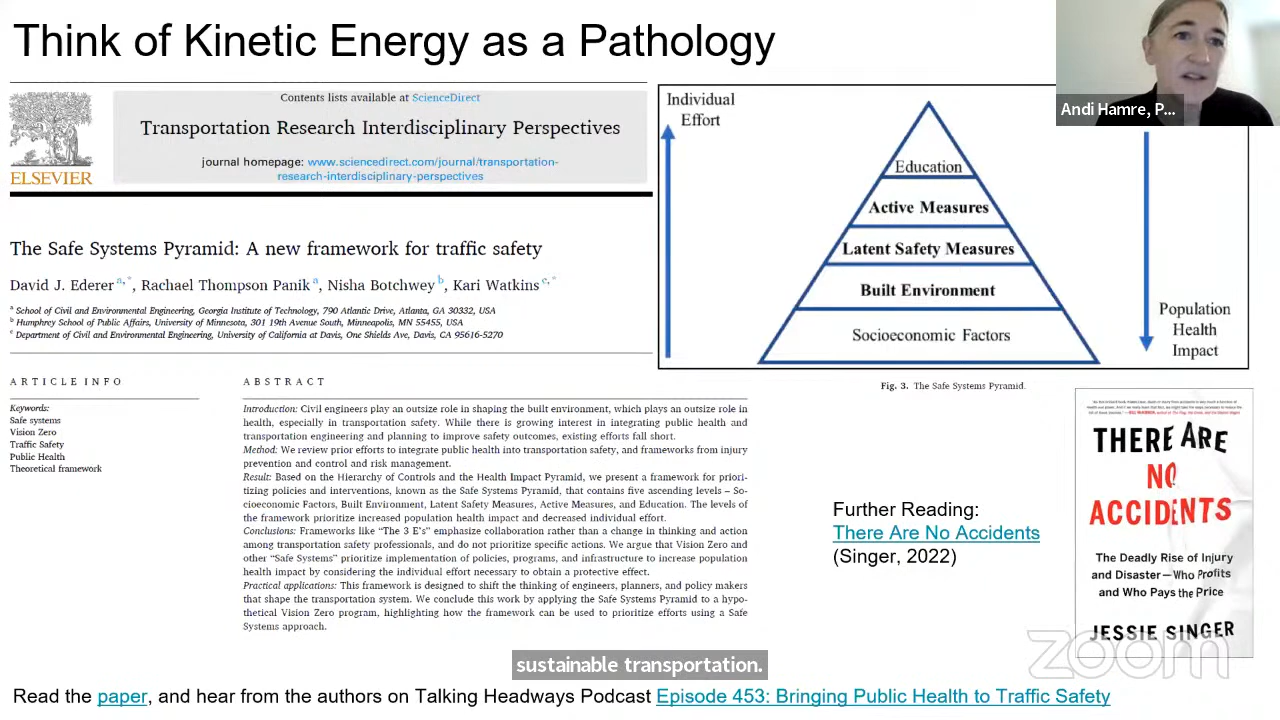 Think of Kinetic Energy as a Pathology
Andi Hamre, P...
Contents lists available at ScienceDirect
Transportation Research Interdisciplinary Perspectives
journal homepage: www.sciencedirect.com/journal/transportation-
research-interdisciplinary-perspectives
ELSEVIER
The Safe Systems Pyramid: A new framework for traffic safety
David J. Ederer a,*, Rachael Thompson Panik a, Nisha Botchwey b, Kari Watkins c,*
a School of Civil and Environmental Engineering, Georgia Institute of Technology, 790 Atlantic Drive, Atlanta, GA 30332, USA
b Humphrey School of Public Affairs, University of Minnesota, 301 19th Avenue South, Minneapolis, MN 55455, USA
c Department of Civil and Environmental Engineering, University of California at Davis, One Shields Ave, Davis, CA 95616-5270
ARTICLE INFO
Keywords:
Safe systems
Vision Zero
Traffic Safety
Public Health
Theoretical framework
ABSTRACT
Introduction: Civil engineers play an outsize role in shaping the built environment, which plays an outsize role in
health, especially in transportation safety. While there is growing interest in integrating public health and
transportation engineering and planning to improve safety outcomes, existing efforts fall short.
Method: We review prior efforts to integrate public health into transportation safety, and frameworks from injury
prevention and control and risk management.
Result: Based on the Hierarchy of Controls and the Health Impact Pyramid, we present a framework for priori-
tizing policies and interventions, known as the Safe Systems Pyramid, that contains five ascending levels – So-
cioeconomic Factors, Built Environment, Latent Safety Measures, Active Measures, and Education. The levels of
the framework prioritize increased population health impact and decreased individual effort.
Conclusions: Frameworks like "The 3 E's" emphasize collaboration rather than a change in thinking and action
among transportation safety professionals, and do not prioritize specific actions. We argue that Vision Zero and
other "Safe Systems" prioritize implementation of policies, programs, and infrastructure to increase population
health impact by considering the individual effort necessary to obtain a protective effect.
Practical applications: This framework is designed to shift the thinking of engineers, planners, and policy makers
that shape the transportation system. We conclude this work by applying the Safe Systems Pyramid to a hypo-
thetical Vision Zero program, highlighting how the framework can be used to prioritize efforts using a Safe
Systems approach.
Individual
Effort
Education
Active Measures
Latent Safety Measures
Built Environment
Socioeconomic Factors
Population
Health
Impact
Fig. 3. The Safe Systems Pyramid.
Further Reading:
There Are No Accidents
(Singer, 2022)
THERE ARE
NO
ACCIDENTS
The Deadly Rise of Injury
and Disaster—Who Profits
and Who Pays the Price
JESSIE SINGER
zoom
sustainable transportation.
Read the paper, and hear from the authors on Talking Headways Podcast Episode 453: Bringing Public Health to Traffic Safety